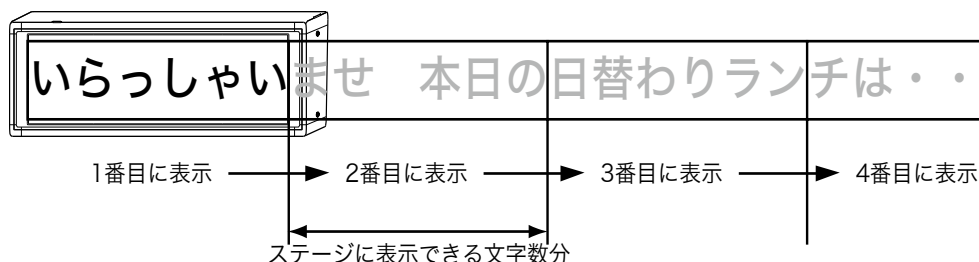 いらっしゃいませ　本日の日替わりランチは・・
1番目に表示 2番目に表示 3番目に表示 4番目に表示
ステージに表示できる文字数分